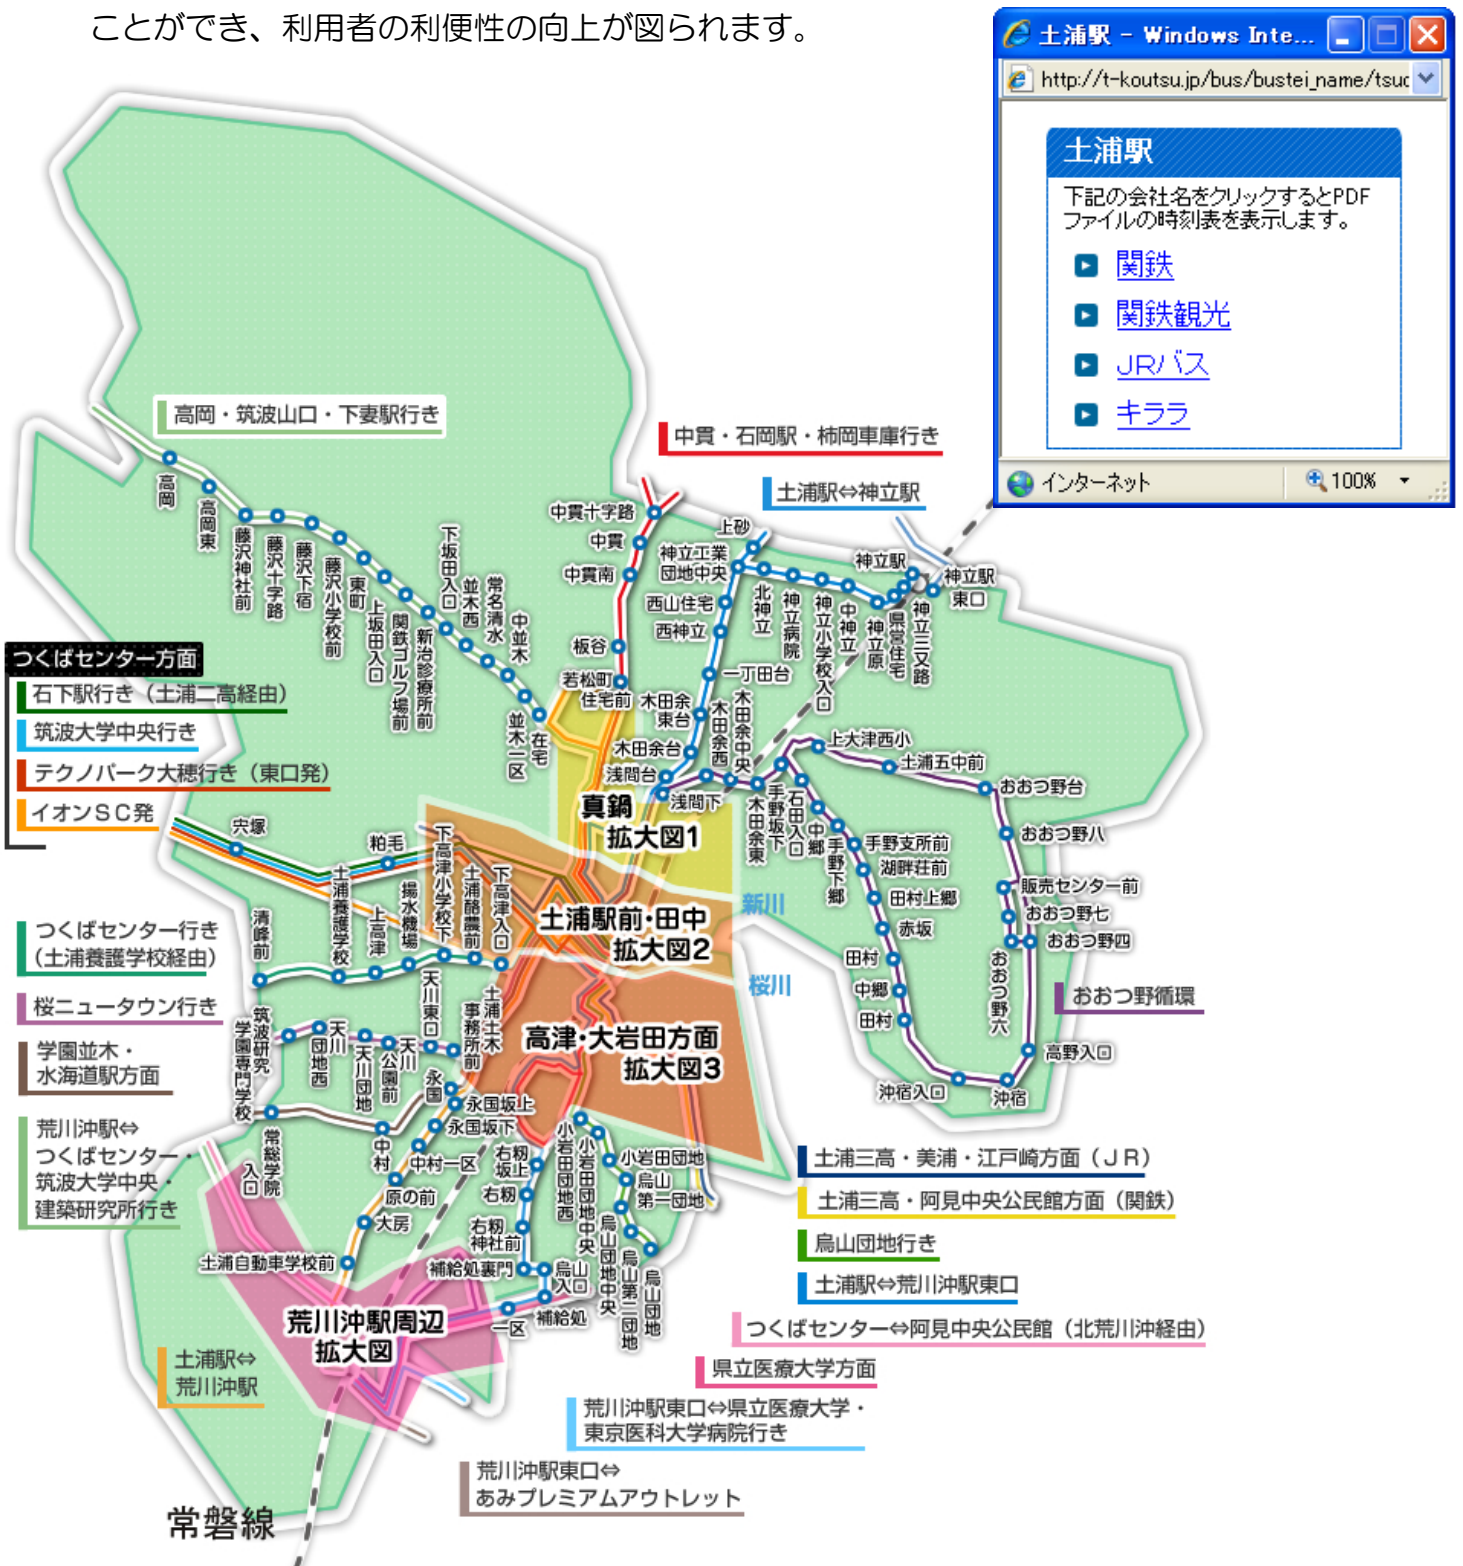 ことができ、利用者の利便性の向上が図られます。
土浦駅 - Windows Inte...
http://t-koutsu.jp/bus/bustei_name/tsuc
土浦駅
下記の会社名をクリックするとPDF
ファイルの時刻表を表示します。
関鉄
関鉄観光
JRバス
キララ
インターネット
100%
高岡・筑波山口・下妻駅行き
中貫・石岡駅・柿岡車庫行き
土浦駅⇔神立駅
高岡
高岡東
藤沢神社前
藤沢十字路
藤沢下宿
藤沢小学校前
東町
上坂田入口
関鉄ゴルフ場前
新治診療所前
下坂田入口
並木西
常名清水
中並木
並木二区
在宅
中貫十字路
中貫
中貫南
板谷
若松町
住宅前
上砂
神立工業
団地中央
西山住宅
西神立
一丁田台
木田余
東台
木田余台
浅間台
浅間下
北神立
神立病院
神立小学校入口
中神立
神立原
県営住宅
神立三又路
神立駅
神立駅
東口
木田余西
木田余中央
木田余東
手野坂下
石田入口
中郷
手野下郷
上大津西小
土浦五中前
おおつ野台
おおつ野八
販売センター前
おおつ野七
おおつ野四
おおつ野六
高野入口
沖宿
沖宿入口
田村
中郷
田村
赤坂
田村上郷
湖畔荘前
手野支所前
おおつ野循環
つくばセンター方面
石下駅行き（土浦二高経由）
筑波大学中央行き
テクノパーク大穂行き（東口発）
イオンSC発
宍塚
粕毛
下高津小学校下
土浦酪農前
下高津入口
土浦養護学校
上高津
揚水機場
清峰前
真鍋
拡大図1
土浦駅前・田中
拡大図2
新川
桜川
高津・大岩田方面
拡大図3
つくばセンター行き
（土浦養護学校経由）
桜ニュータウン行き
学園並木・
水海道駅方面
荒川沖駅⇔
つくばセンター・
筑波大学中央・
建築研究所行き
筑波研究
学園専門学校
天川
団地西
天川団地
天川
公園前
天川東口
土浦土木
事務所前
永国
永国坂上
永国坂下
中村
中村一区
原の前
大房
土浦自動車学校前
常総学院
入口
右籾
坂上
右籾
右籾
神社前
補給処裏門
烏山
入口
補給処
一区
小岩田団地西
小岩田団地中央
小岩田団地
烏山
第一団地
烏山団地中央
烏山第二団地
烏山団地
荒川沖駅周辺
拡大図
土浦駅⇔
荒川沖駅
土浦三高・美浦・江戸崎方面（JR）
土浦三高・阿見中央公民館方面（関鉄）
烏山団地行き
土浦駅⇔荒川沖駅東口
つくばセンター⇔阿見中央公民館（北荒川沖経由）
県立医療大学方面
荒川沖駅東口⇔県立医療大学・
東京医科大学病院行き
荒川沖駅東口⇔
あみプレミアムアウトレット
常磐線